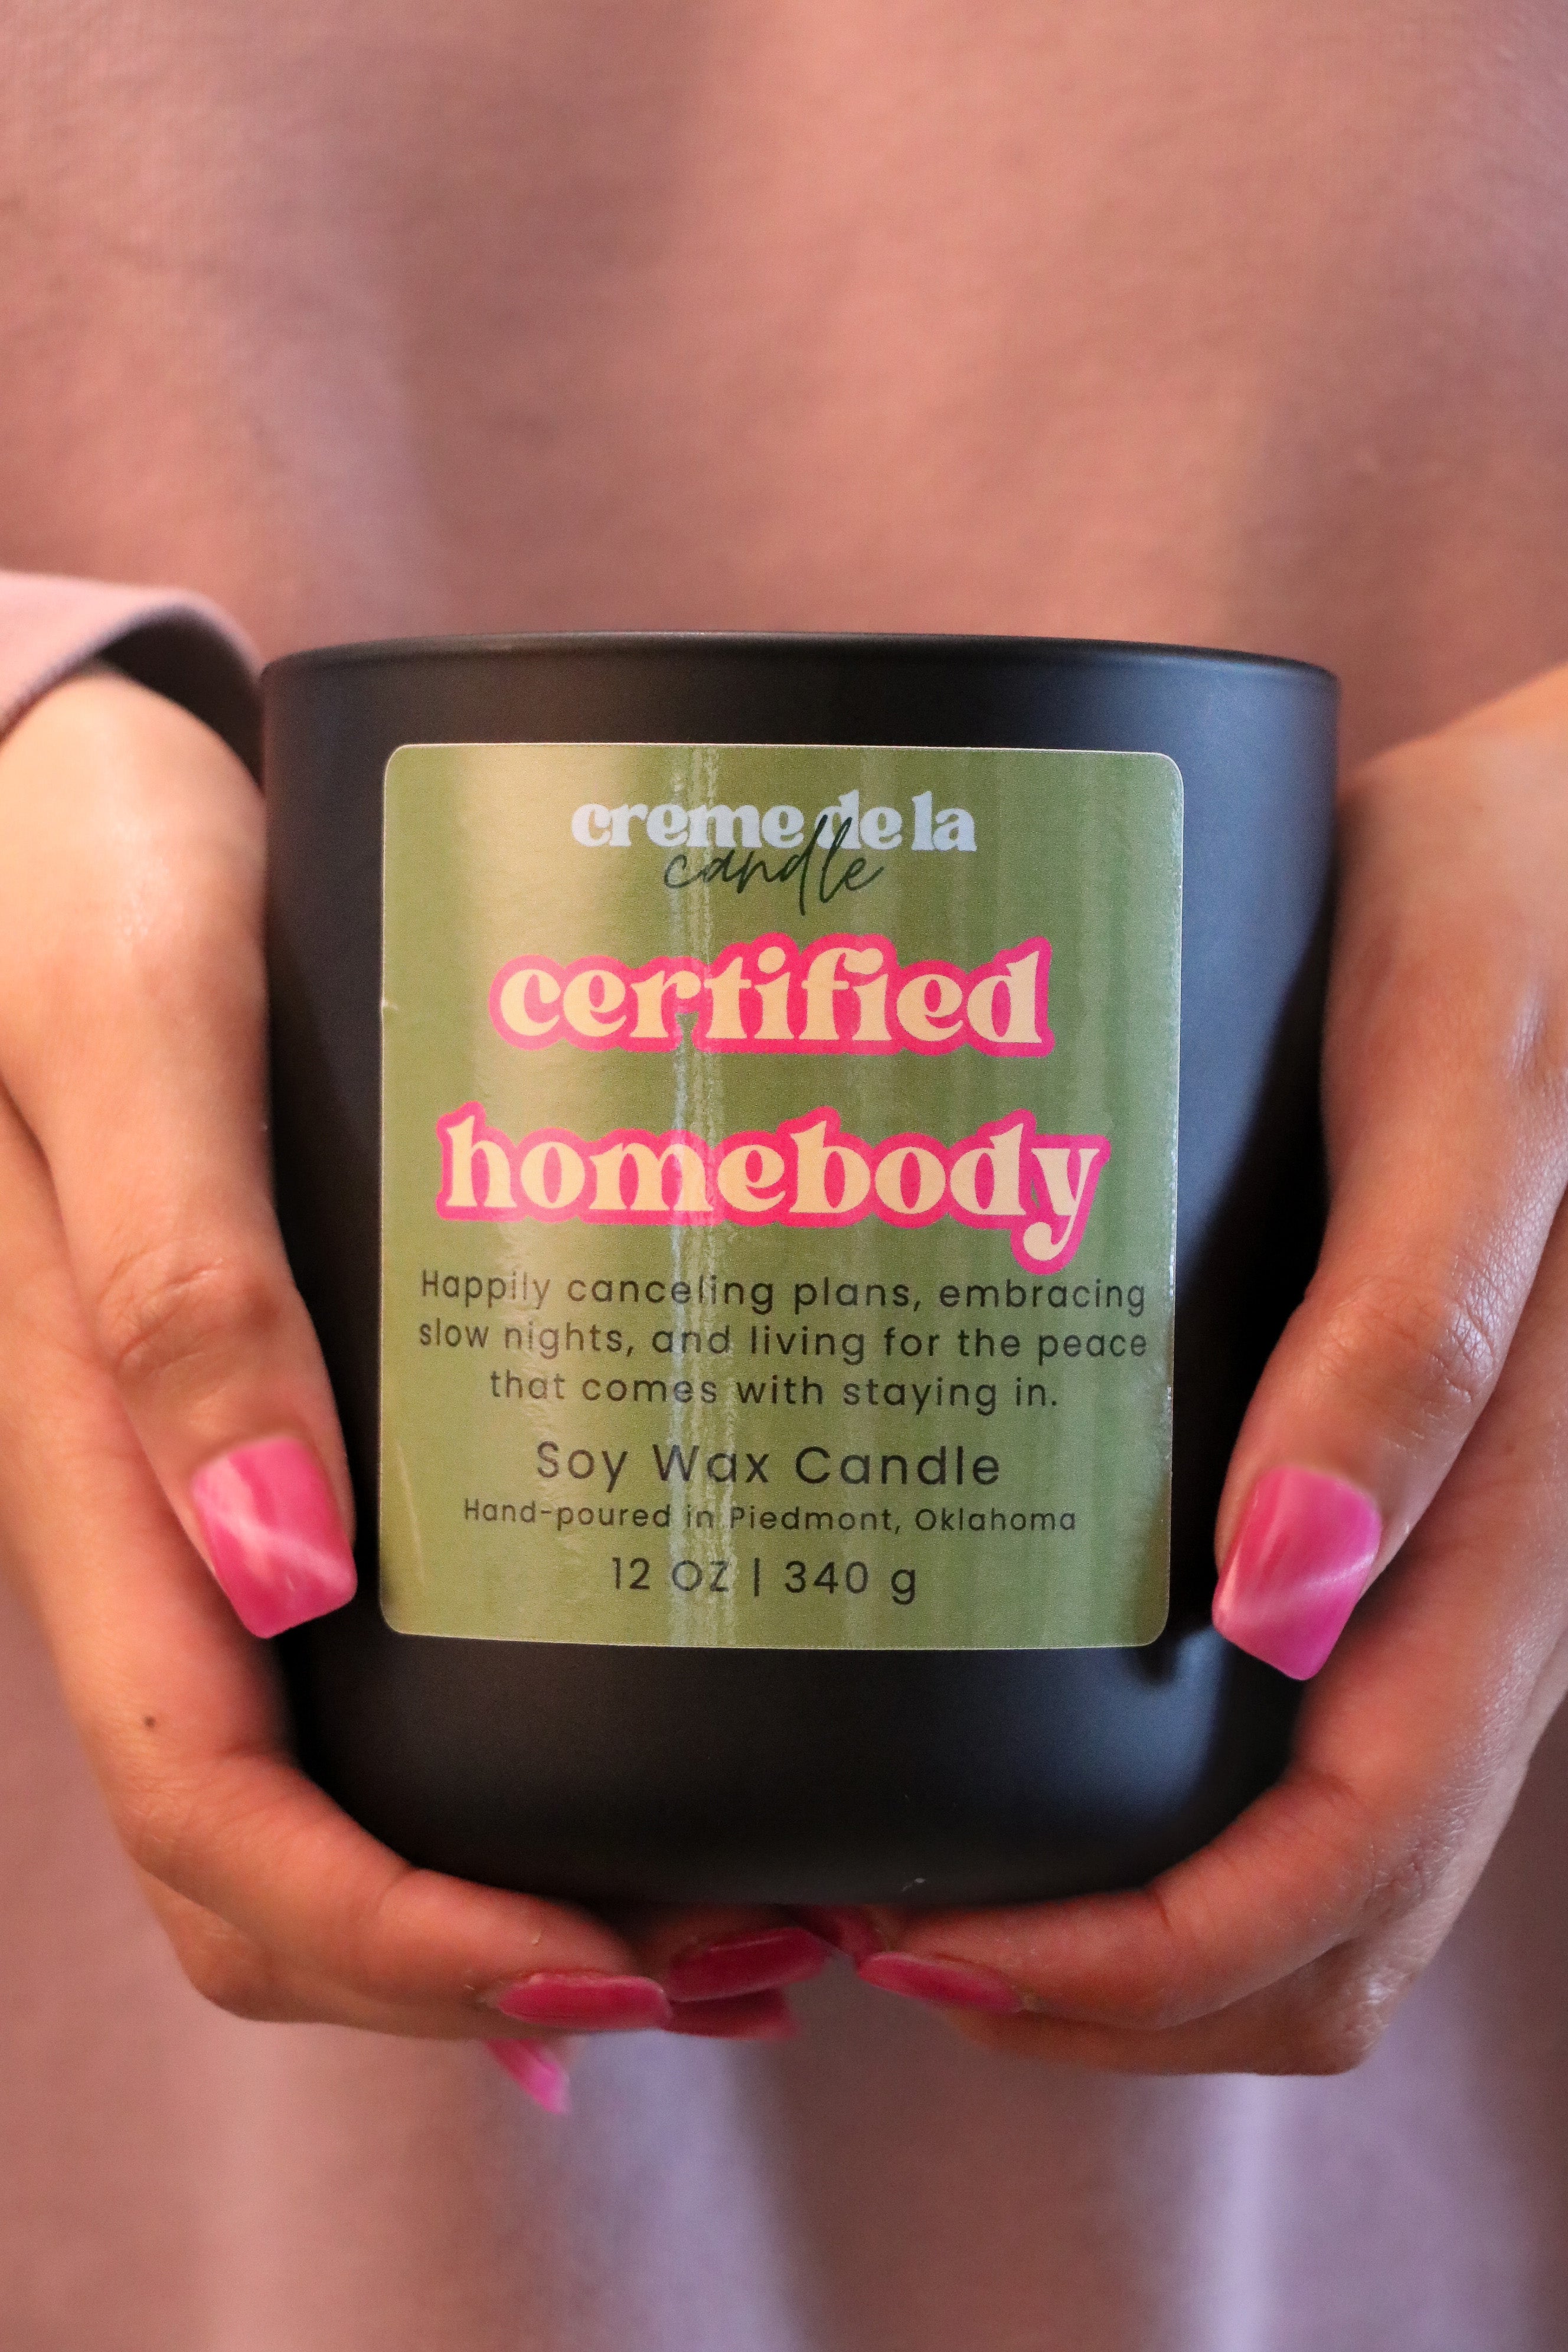 creme de la
candle
certified
homebody
Happily canceling plans, embracing
slow nights, and living for the peace
that comes with staying in.
Soy Wax Candle
Hand-poured in Piedmont, Oklahoma
12 OZ | 340 g